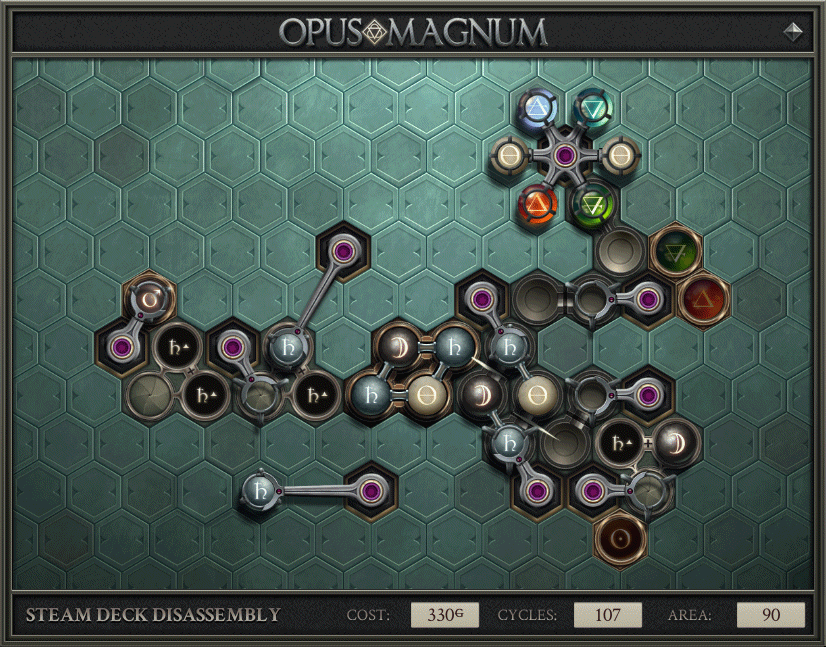 OPUS MAGNUM
STEAM DECK DISASSEMBLY COST: 330G CYCLES: 107 AREA: 90